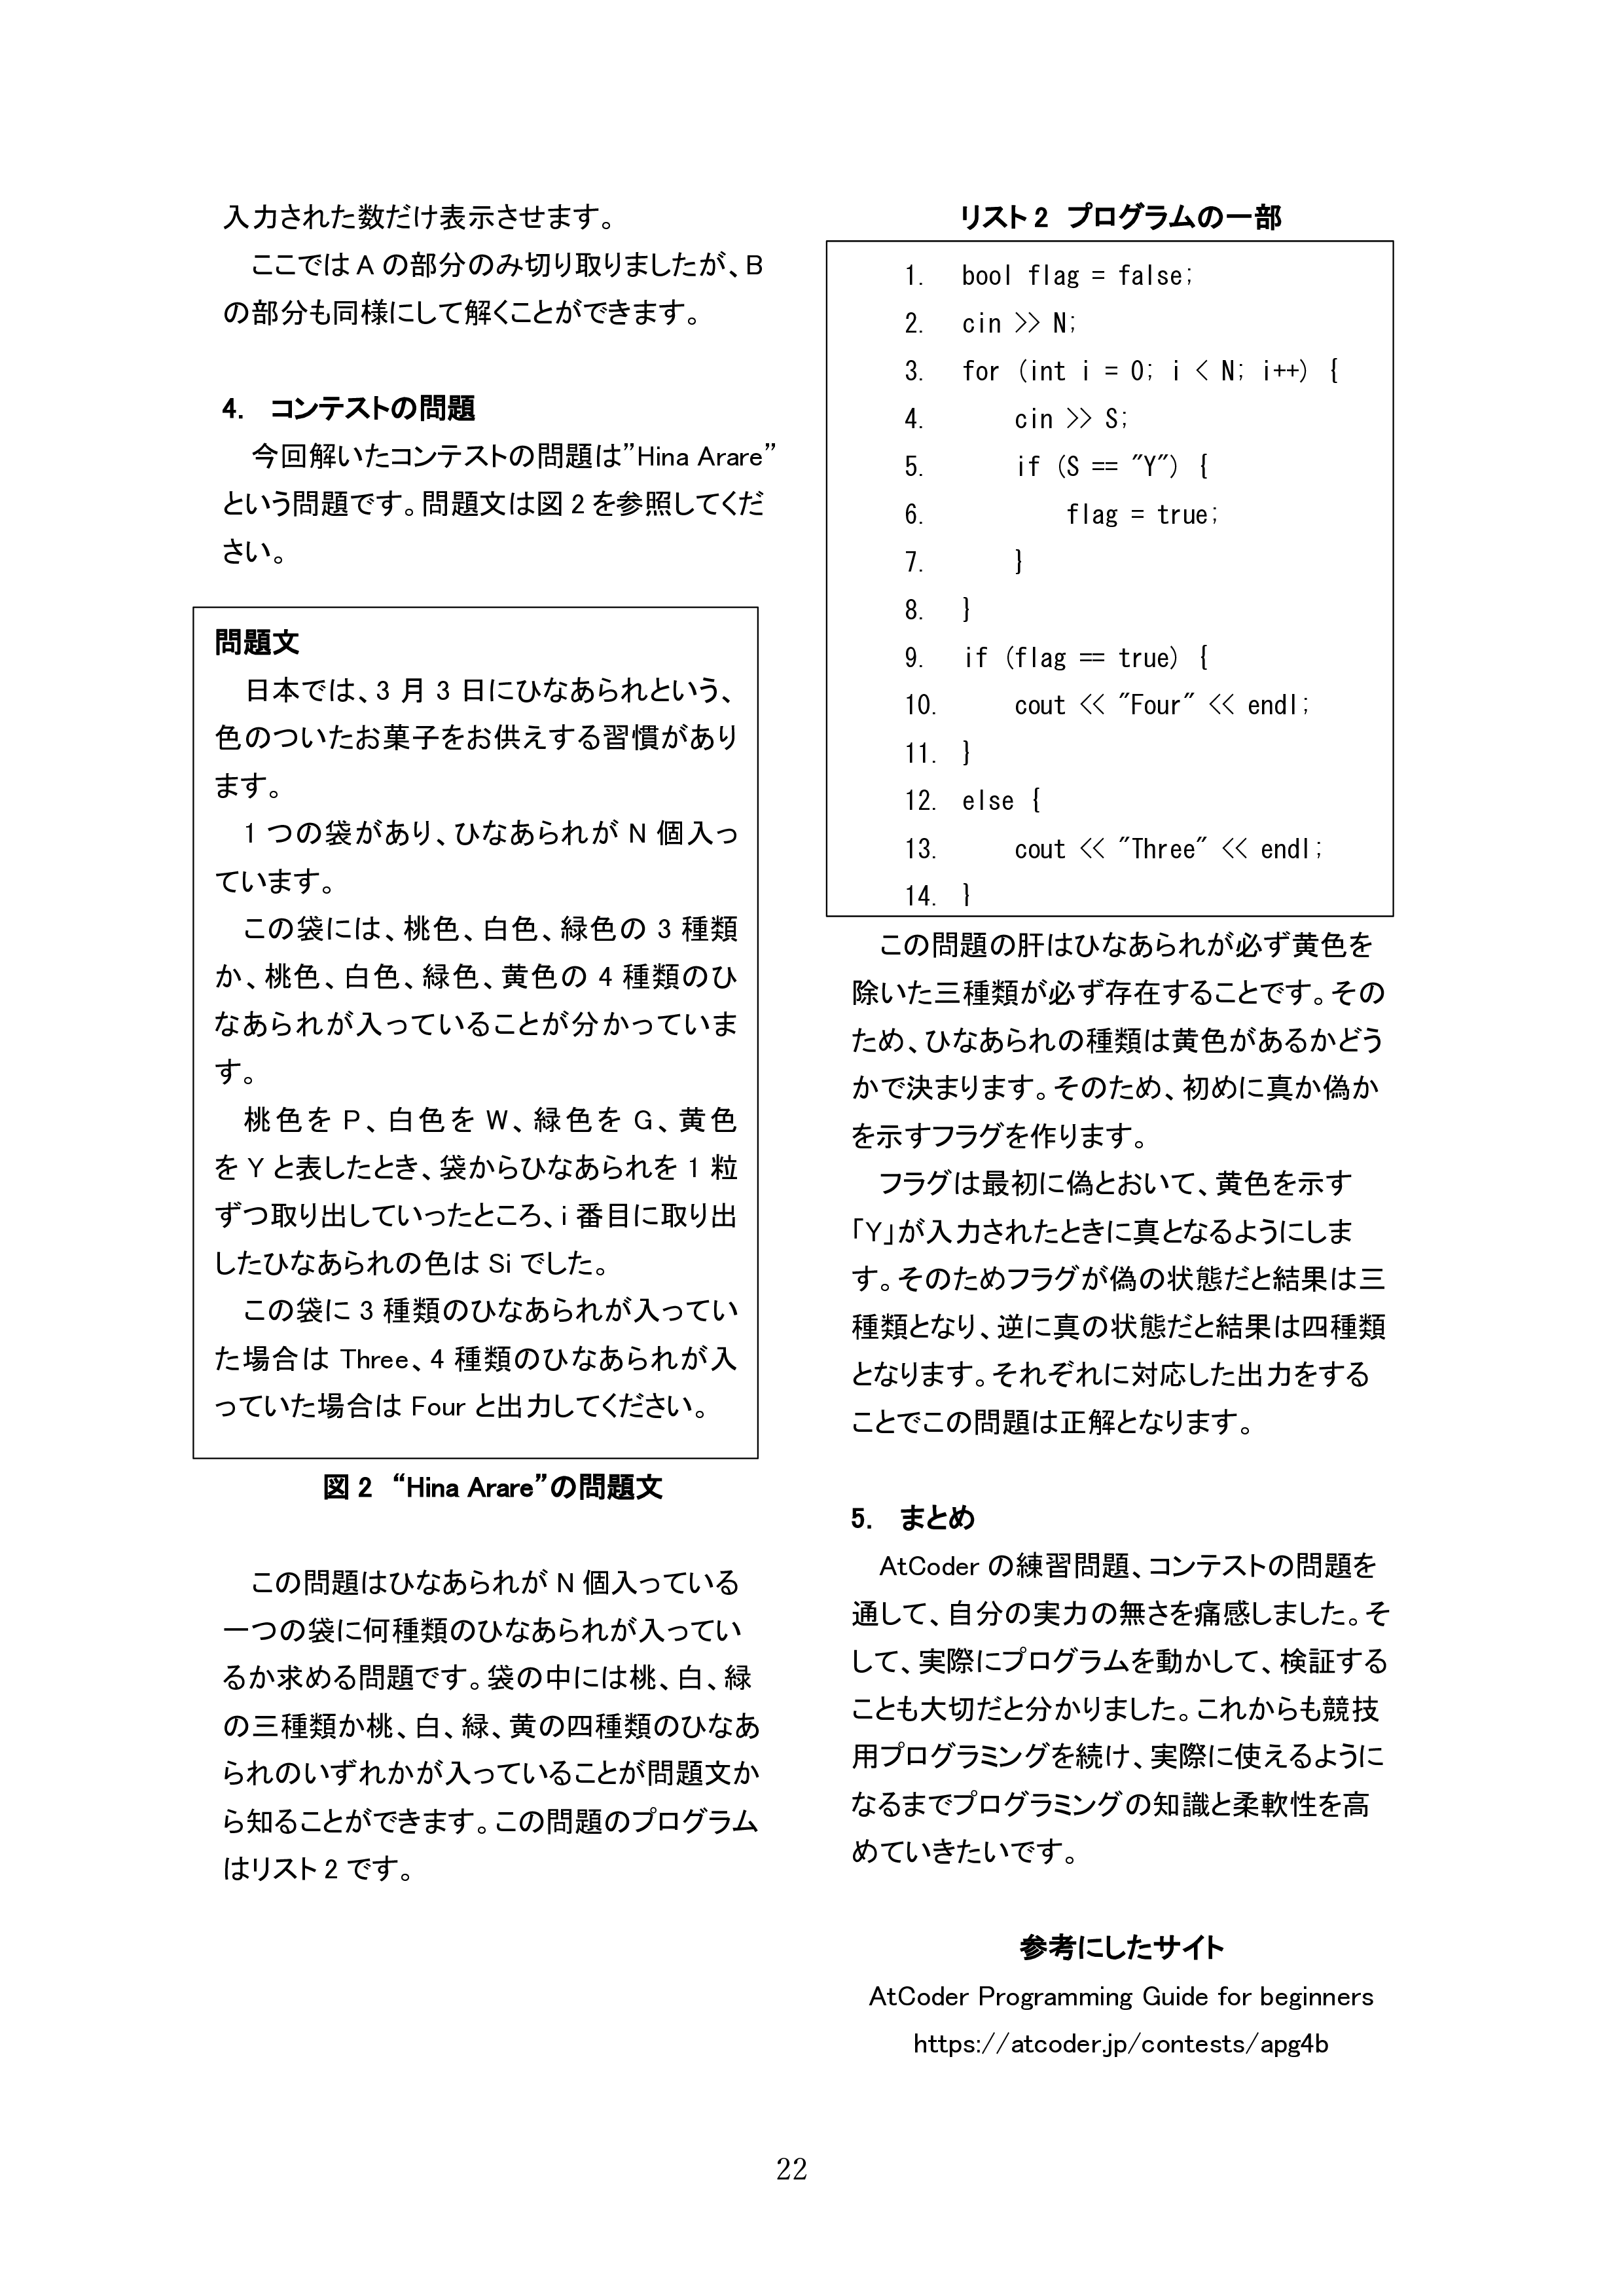 入力された数だけ表示させます。
ここでは A の部分のみ切り取りましたが、B
の部分も同様にして解くことができます。
4. コンテストの問題
今回解いたコンテストの問題は”Hina Arare”
という問題です。問題文は図 2 を参照してくだ
さい。
問題文
日本では、3 月 3 日にひなあられという、
色のついたお菓子をお供えする習慣があり
ます。
1 つの袋があり、ひなあられが N 個入っ
ています。
この袋には、桃色、白色、緑色の 3 種類
か、桃色、白色、緑色、黄色の 4 種類のひ
なあられが入っていることが分かっていま
す。
桃色を P、白色を W、緑色を G、黄色
を Y と表したとき、袋からひなあられを 1 粒
ずつ取り出していったところ、i 番目に取り出
したひなあられの色は Si でした。
この袋に 3 種類のひなあられが入ってい
た場合は Three、4 種類のひなあられが入
っていた場合は Four と出力してください。
図 2 “Hina Arare”の問題文
この問題はひなあられが N 個入っている
一つの袋に何種類のひなあられが入ってい
るか求める問題です。袋の中には桃、白、緑
の三種類か桃、白、緑、黄の四種類のひなあ
られのいずれかが入っていることが問題文か
ら知ることができます。この問題のプログラム
はリスト 2 です。
リスト 2 プログラムの一部
1. bool flag = false;
2. cin >> N;
3. for (int i = 0; i < N; i++) {
4. cin >> S;
5. if (S == ”Y”) {
6. flag = true;
7. }
8. }
9. if (flag == true) {
10. cout << ”Four” << endl;
11. }
12. else {
13. cout << ”Three” << endl;
14. }
この問題の肝はひなあられが必ず黄色を
除いた三種類が必ず存在することです。その
ため、ひなあられの種類は黄色があるかどう
かで決まります。そのため、初めに真か偽か
を示すフラグを作ります。
フラグは最初に偽とおいて、黄色を示す
「Y」が入力されたときに真となるようにしま
す。そのためフラグが偽の状態だと結果は三
種類となり、逆に真の状態だと結果は四種類
となります。それぞれに対応した出力をする
ことでこの問題は正解となります。
5. まとめ
AtCoder の練習問題、コンテストの問題を
通して、自分の実力の無さを痛感しました。そ
して、実際にプログラムを動かして、検証する
ことも大切だと分かりました。これからも競技
用プログラミングを続け、実際に使えるように
なるまでプログラミングの知識と柔軟性を高
めていきたいです。
参考にしたサイト
AtCoder Programming Guide for beginners
https://atcoder.jp/contests/apg4b
22